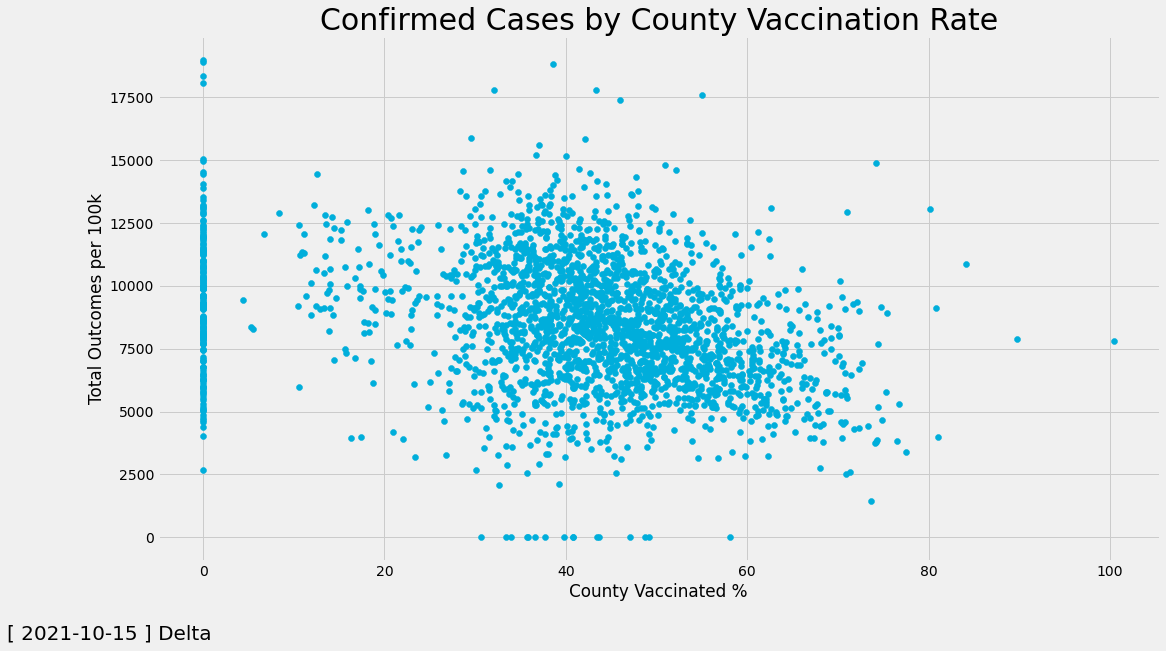 Confirmed Cases by County Vaccination Rate
Total Outcomes per 100k
17500
15000
12500
10000
7500
5000
2500
0
0 20 40 60 80 100
County Vaccinated %
[ 2021-10-15 ] Delta